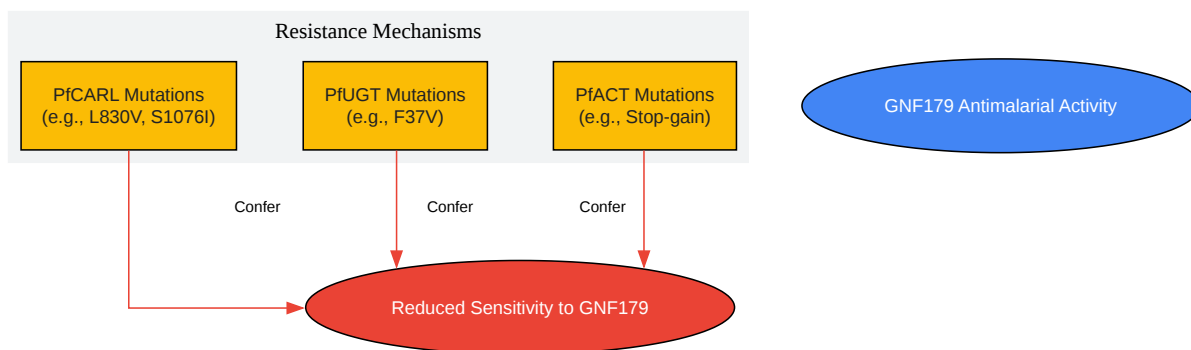 Resistance Mechanisms
PfCARL Mutations
(e.g., L830V, S1076I)
PfUGT Mutations
(e.g., F37V)
PfACT Mutations
(e.g., Stop-gain)
GNF179 Antimalarial Activity
Confer
Confer
Confer
Reduced Sensitivity to GNF179